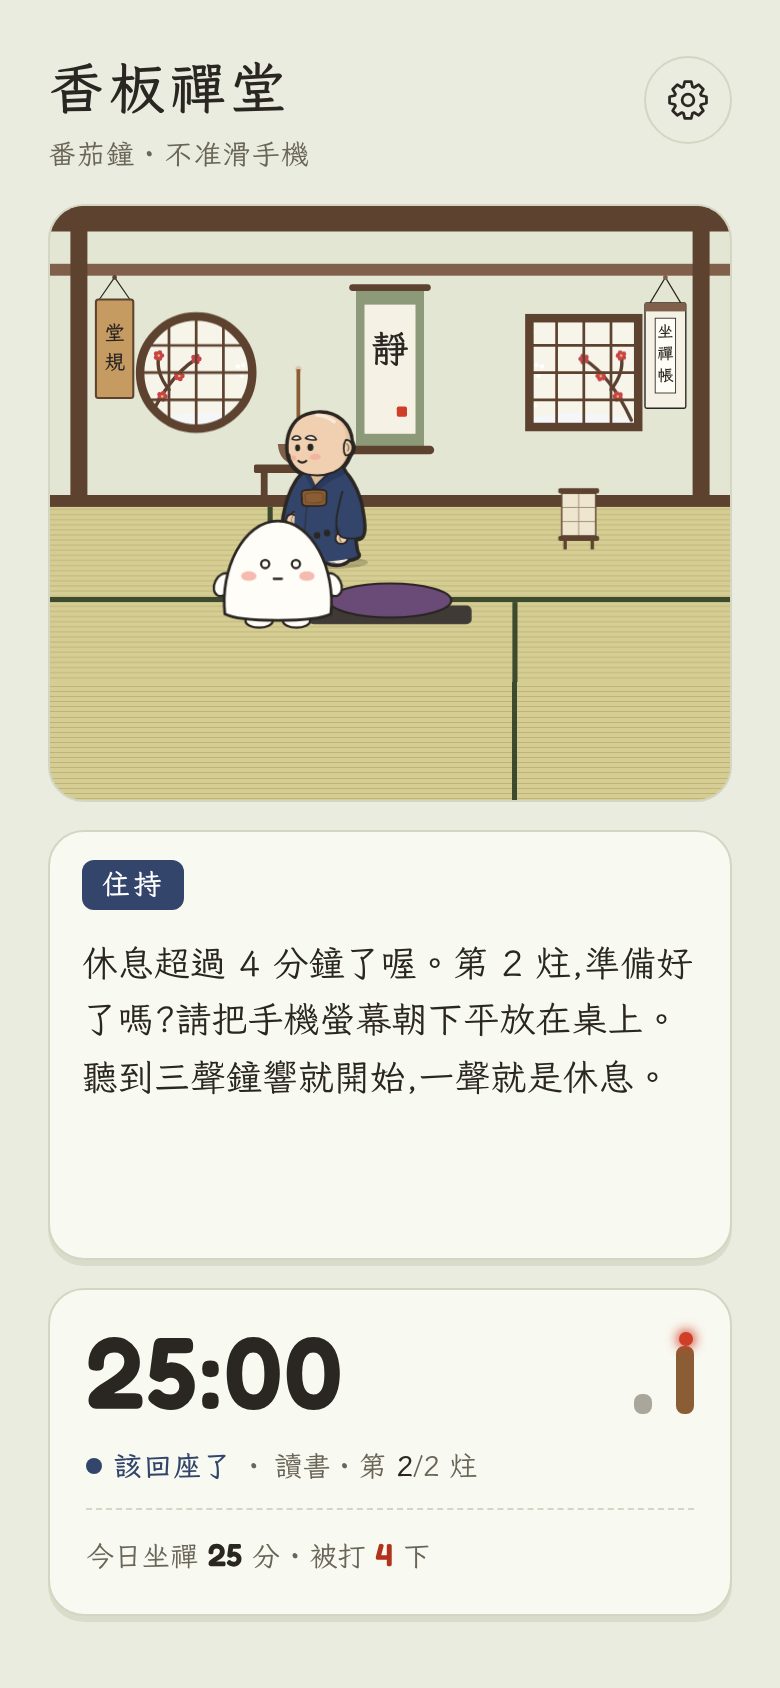 香板禪堂
番茄鐘・不准滑手機
堂規
靜
坐禪帳
住持
休息超過 4 分鐘了喔。第 2 炷,準備好
了嗎?請把手機螢幕朝下平放在桌上。
聽到三聲鐘響就開始,一聲就是休息。
25:00
該回座了 ・ 讀書・第 2/2 炷
今日坐禪 25 分・被打 4 下